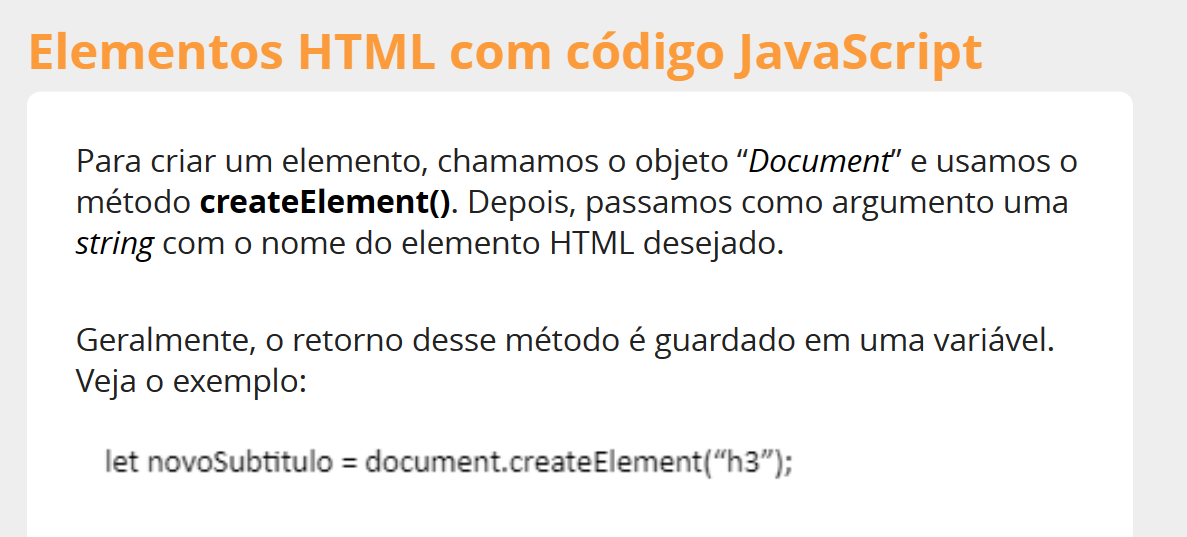 Elementos HTML com código JavaScript
Para criar um elemento, chamamos o objeto “Document” e usamos o
método createElement(). Depois, passamos como argumento uma
string com o nome do elemento HTML desejado.
Geralmente, o retorno desse método é guardado em uma variável.
Veja o exemplo:
let novoSubtitulo = document.createElement(“h3”);